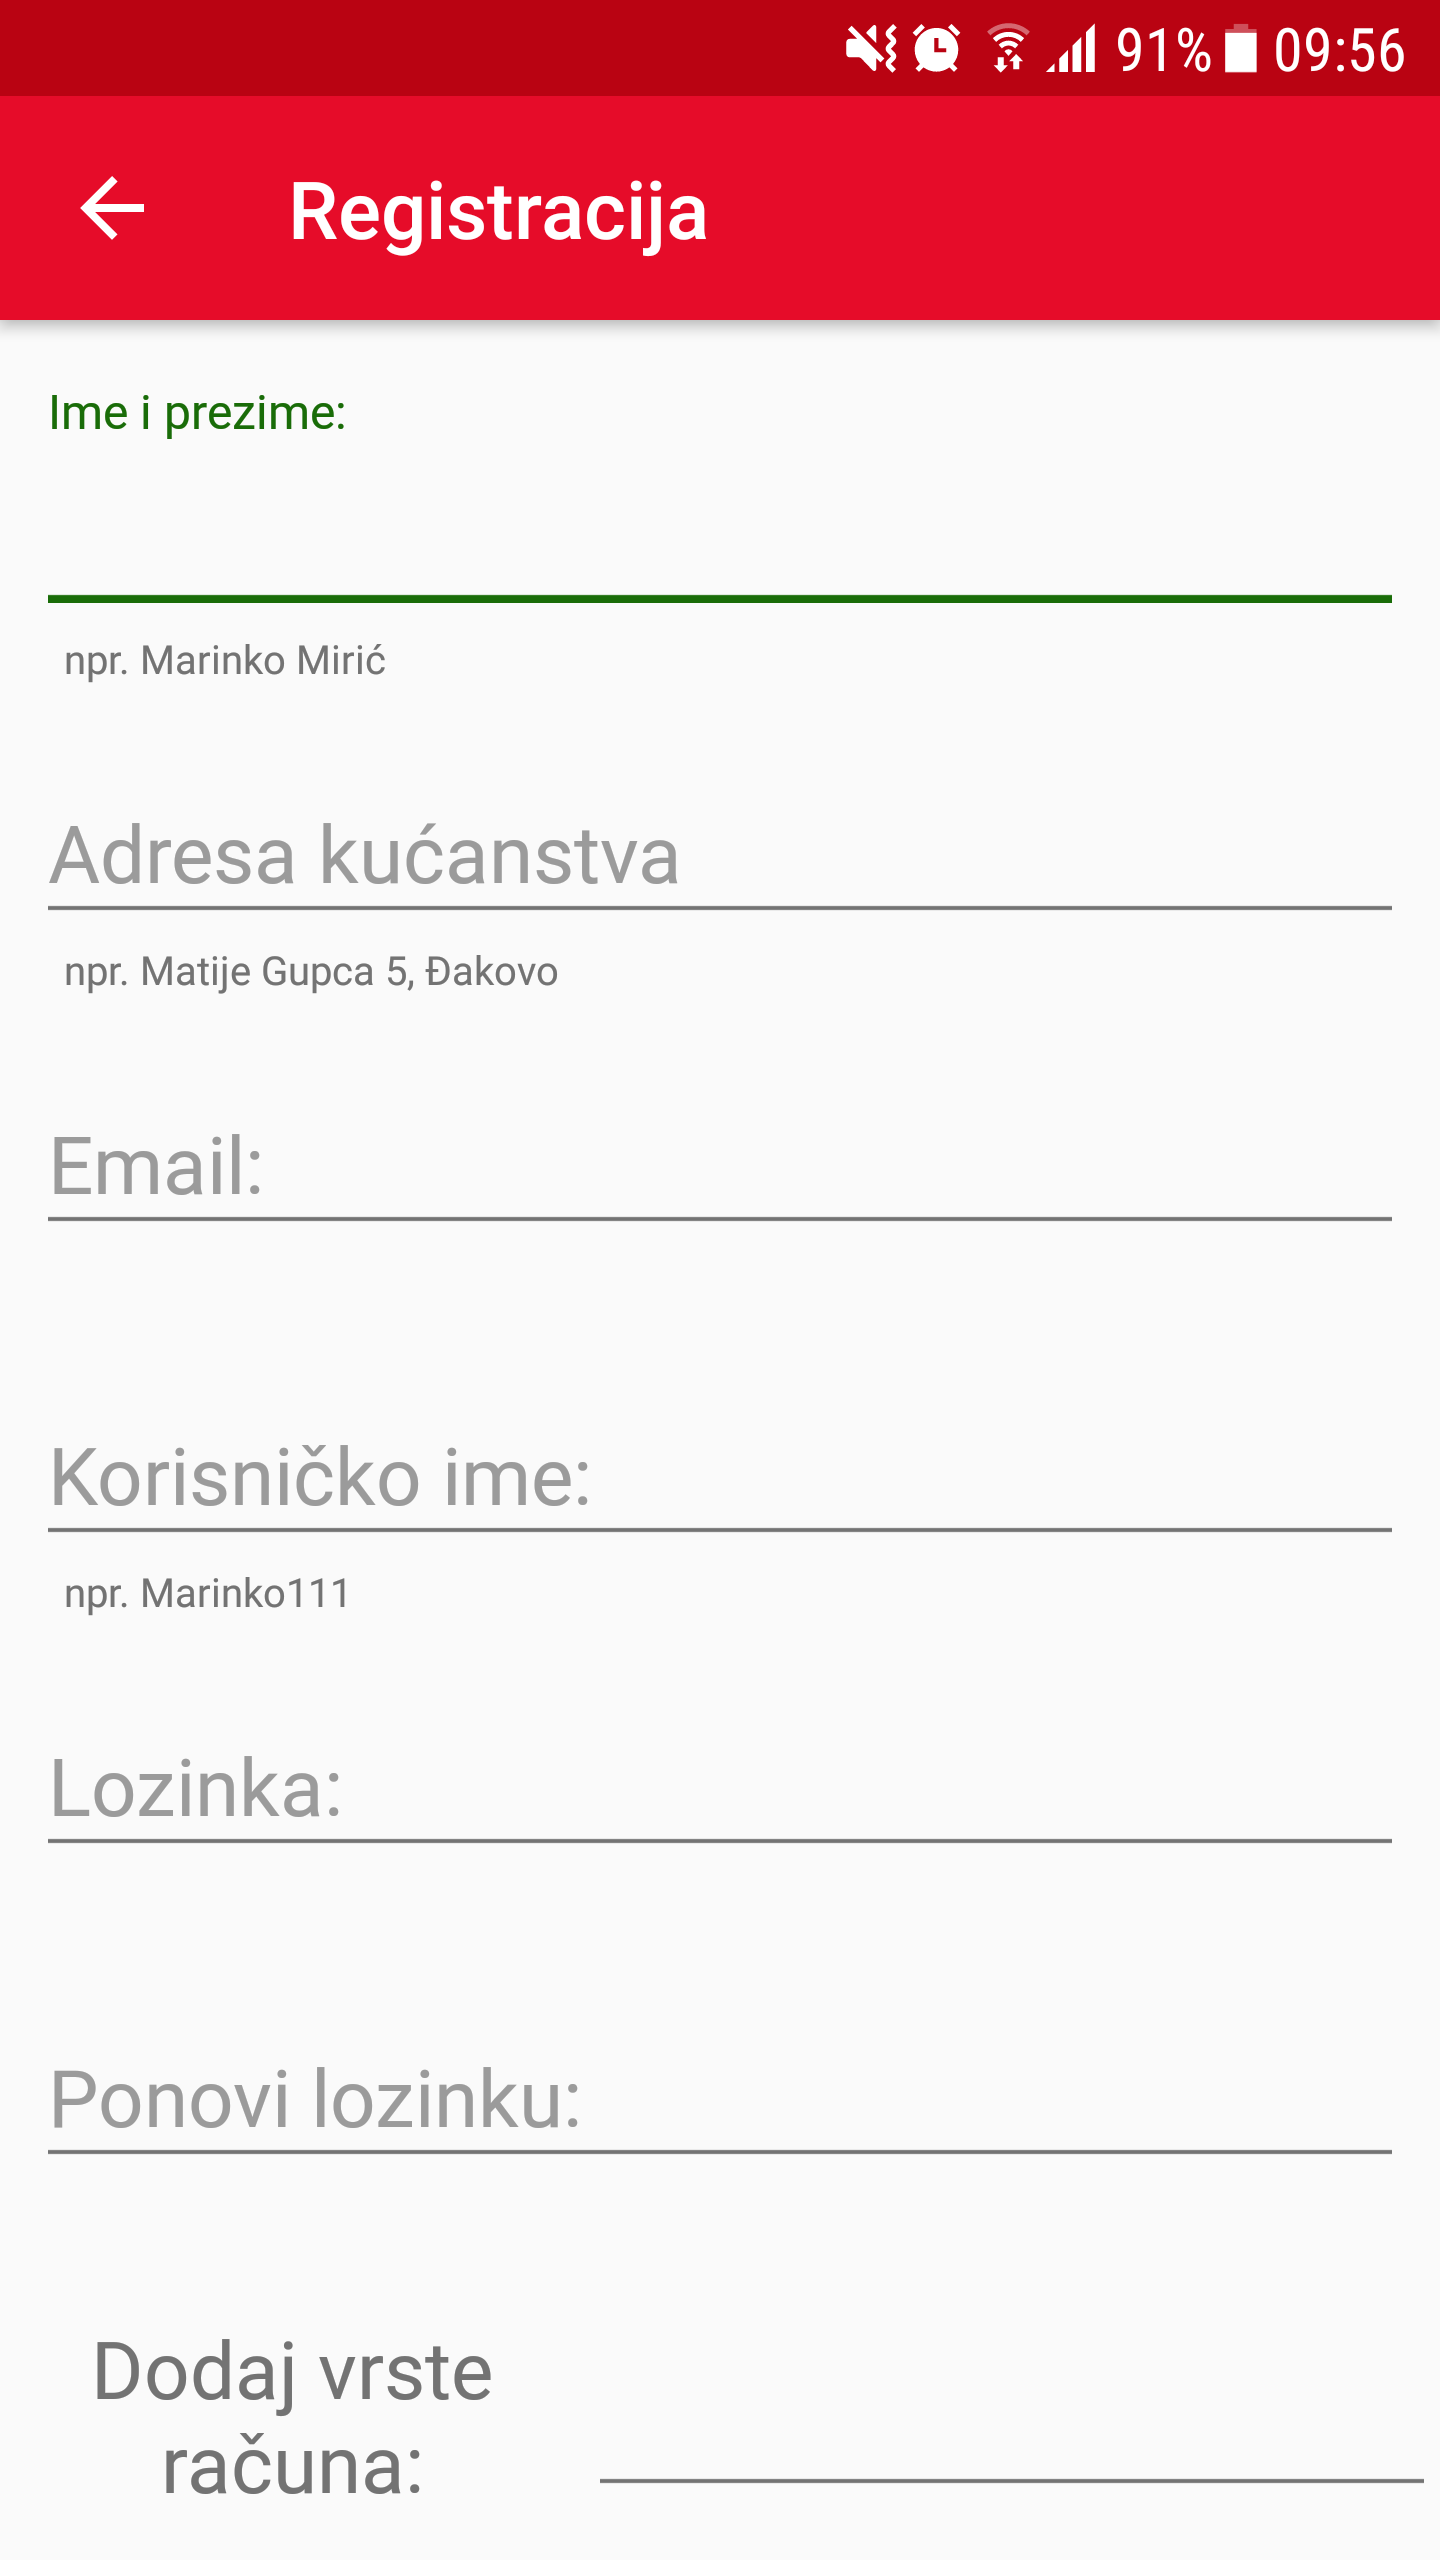 91% 09:56
Registracija
Ime i prezime:
npr. Marinko Mirić
Adresa kućanstva
npr. Matije Gupca 5, Đakovo
Email:
Korisničko ime:
npr. Marinko111
Lozinka:
Ponovi lozinku:
Dodaj vrste
računa: